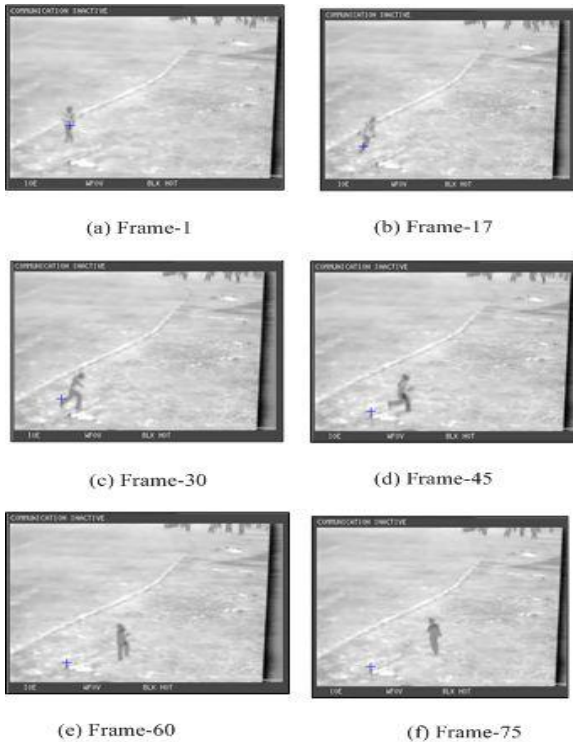 COMMUNICATION INACTIVE
COMMUNICATION INACTIVE
IOE WFOV BLK HOT
IOE WFOV BLK HOT
(a) Frame-1
(b) Frame-17
COMMUNICATION INACTIVE
COMMUNICATION INACTIVE
IOE WFOV BLK HOT
IOE WFOV BLK HOT
(c) Frame-30
(d) Frame-45
COMMUNICATION INACTIVE
COMMUNICATION INACTIVE
IOE WFOV BLK HOT
IOE WFOV BLK HOT
(e) Frame-60
(f) Frame-75